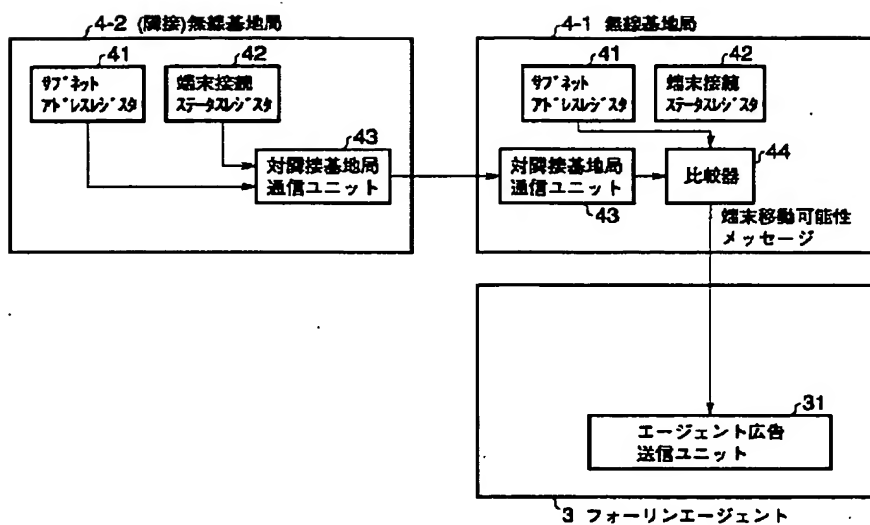 4-2 (隣接)無線基地局
41
サブネット
アドレスレジスタ
42
端末接続
ステータスレジスタ
43
対隣接基地局
通信ユニット
4-1 無線基地局
41
サブネット
アドレスレジスタ
42
端末接続
ステータスレジスタ
対隣接基地局
通信ユニット
43
44
比較器
端末移動可能性
メッセージ
31
エージェント広告
送信ユニット
3 フォーリンエージェント